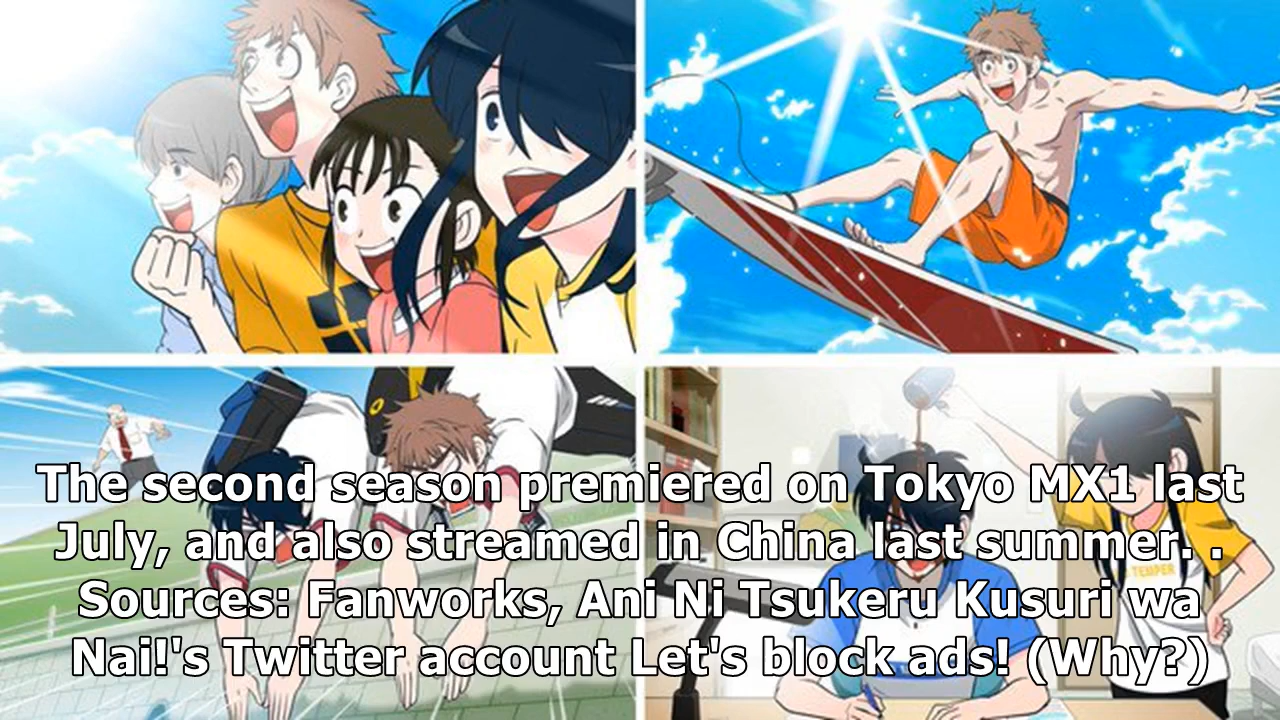 The second season premiered on Tokyo MX1 last
July, and also streamed in China last summer. .
Sources: Fanworks, Ani Ni Tsukeru Kusuri wa
Nai!'s Twitter account Let's block ads! (Why?)
TEMPER